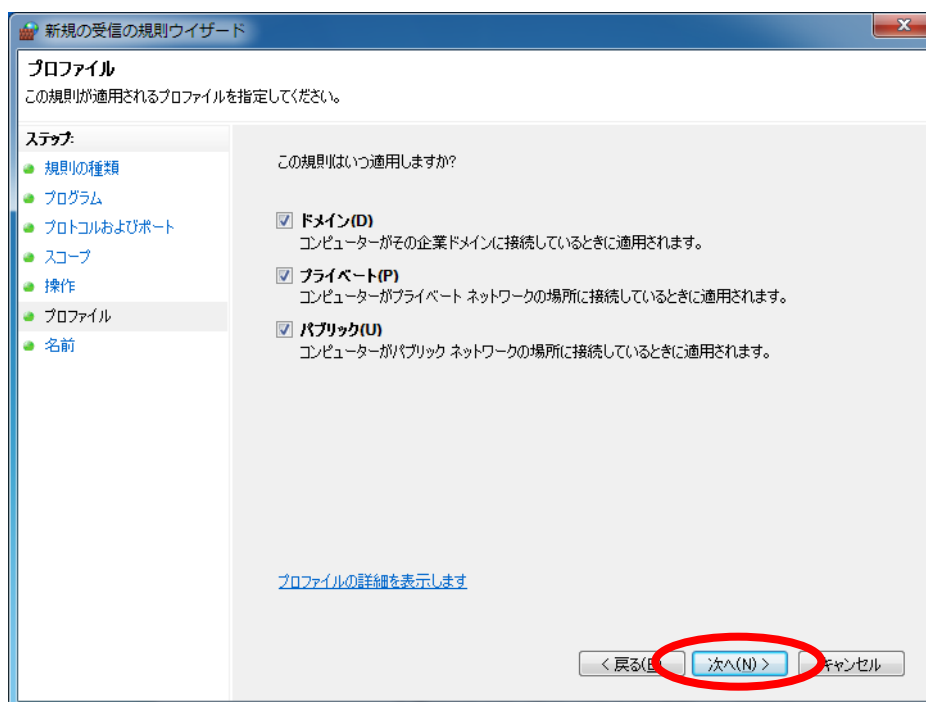 新規の受信の規則ウィザード
プロファイル
この規則が適用されるプロファイルを指定してください。
ステップ:
規則の種類
プログラム
プロトコルおよびポート
スコープ
操作
プロファイル
名前
この規則はいつ適用しますか?
ドメイン(D)
コンピューターがその企業ドメインに接続しているときに適用されます。
プライベート(P)
コンピューターがプライベート ネットワークの場所に接続しているときに適用されます。
パブリック(U)
コンピューターがパブリック ネットワークの場所に接続しているときに適用されます。
プロファイルの詳細を表示します
< 戻る(B) 次へ(N) > キャンセル